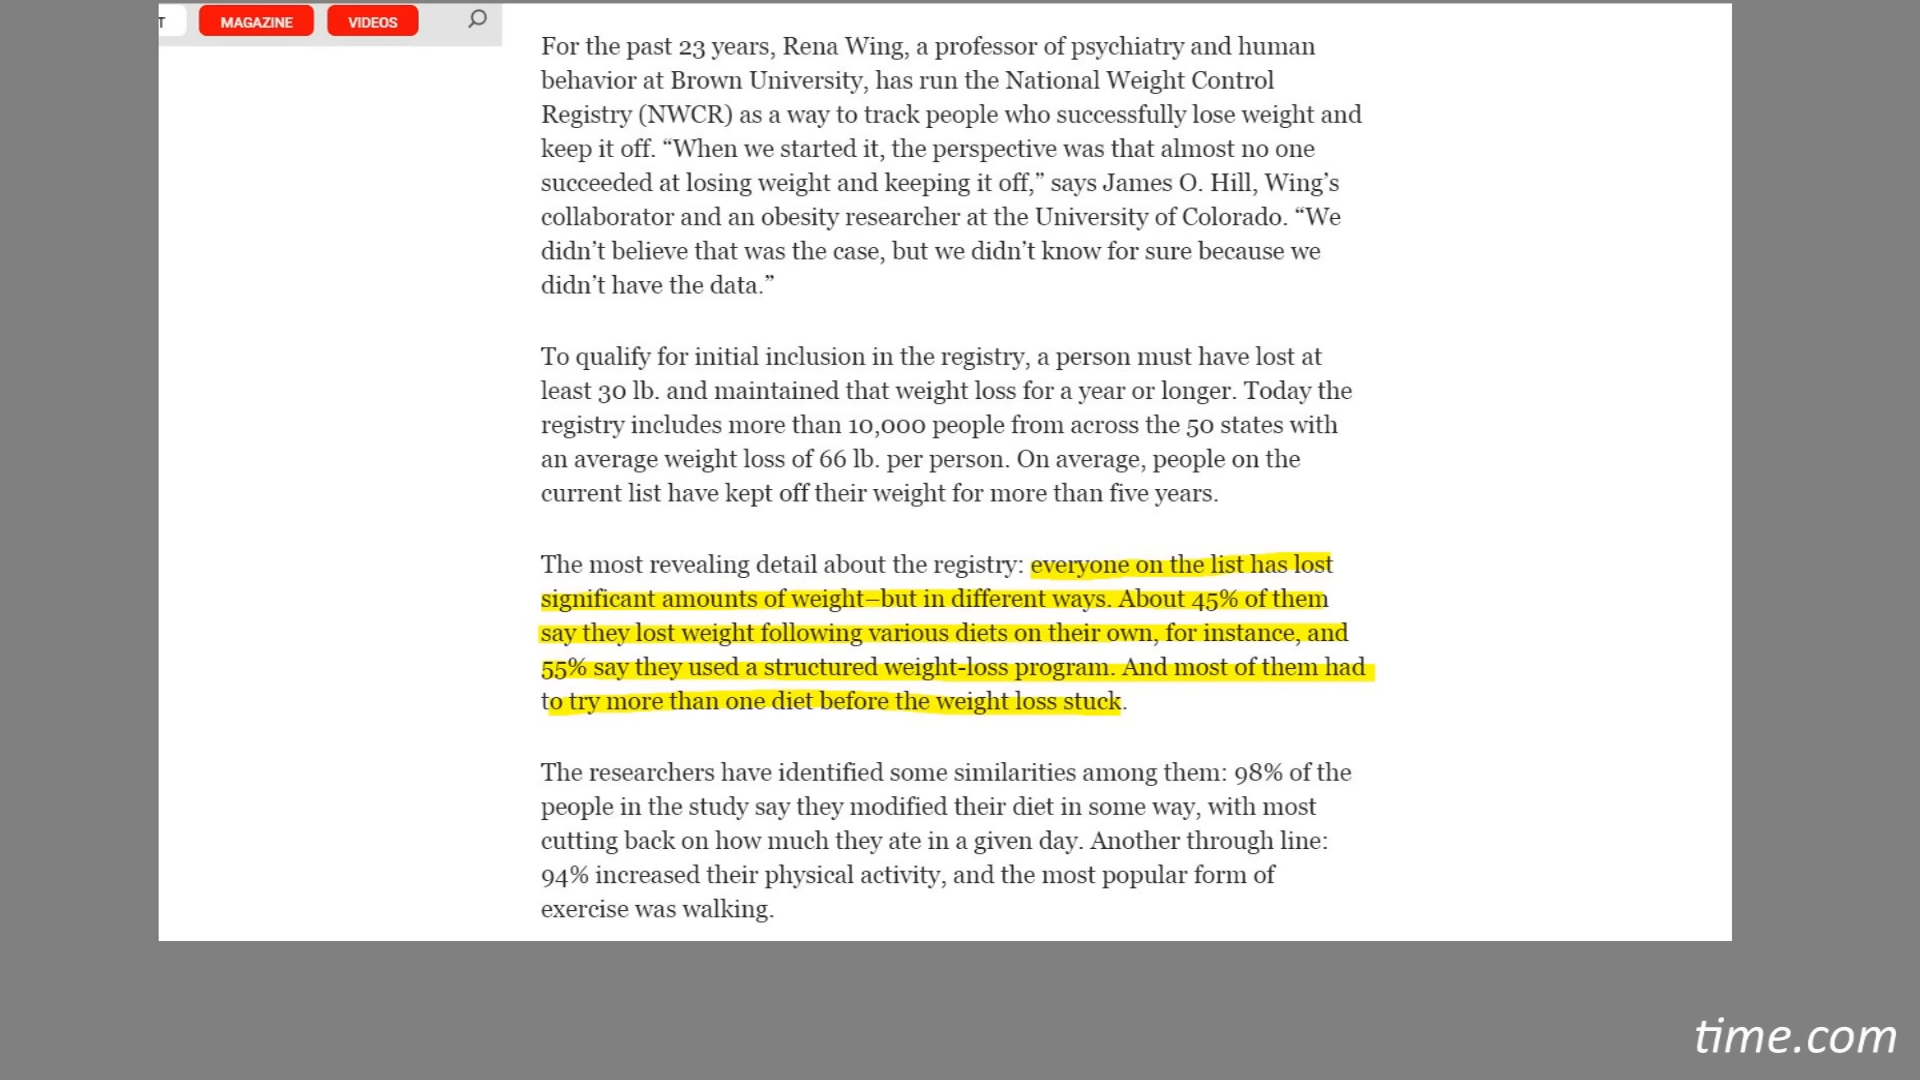 T
MAGAZINE
VIDEOS
For the past 23 years, Rena Wing, a professor of psychiatry and human
behavior at Brown University, has run the National Weight Control
Registry (NWCR) as a way to track people who successfully lose weight and
keep it off. “When we started it, the perspective was that almost no one
succeeded at losing weight and keeping it off,” says James O. Hill, Wing’s
collaborator and an obesity researcher at the University of Colorado. “We
didn’t believe that was the case, but we didn’t know for sure because we
didn’t have the data.”
To qualify for initial inclusion in the registry, a person must have lost at
least 30 lb. and maintained that weight loss for a year or longer. Today the
registry includes more than 10,000 people from across the 50 states with
an average weight loss of 66 lb. per person. On average, people on the
current list have kept off their weight for more than five years.
The most revealing detail about the registry: everyone on the list has lost
significant amounts of weight–but in different ways. About 45% of them
say they lost weight following various diets on their own, for instance, and
55% say they used a structured weight-loss program. And most of them had
to try more than one diet before the weight loss stuck.
The researchers have identified some similarities among them: 98% of the
people in the study say they modified their diet in some way, with most
cutting back on how much they ate in a given day. Another through line:
94% increased their physical activity, and the most popular form of
exercise was walking.
time.com